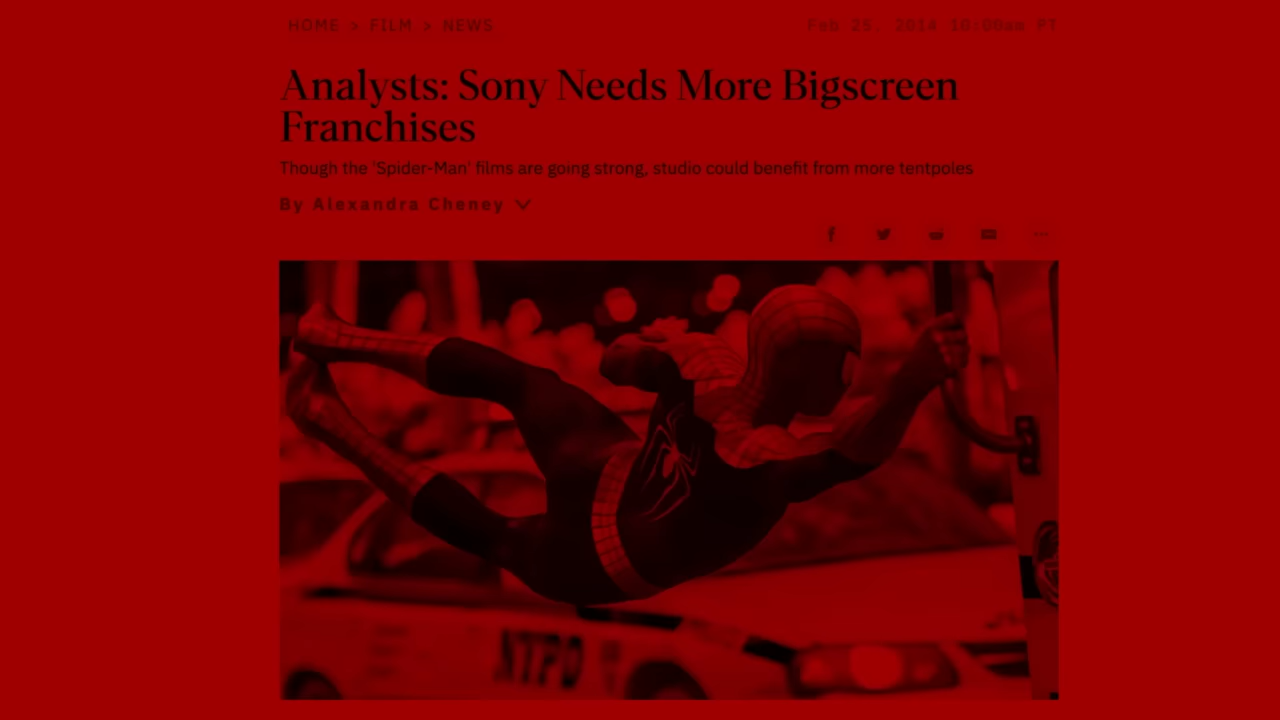 HOME > FILM > NEWS
Feb 25, 2014 10:00am PT
Analysts: Sony Needs More Bigscreen
Franchises
Though the 'Spider-Man' films are going strong, studio could benefit from more tentpoles
By Alexandra Cheney
NYPD